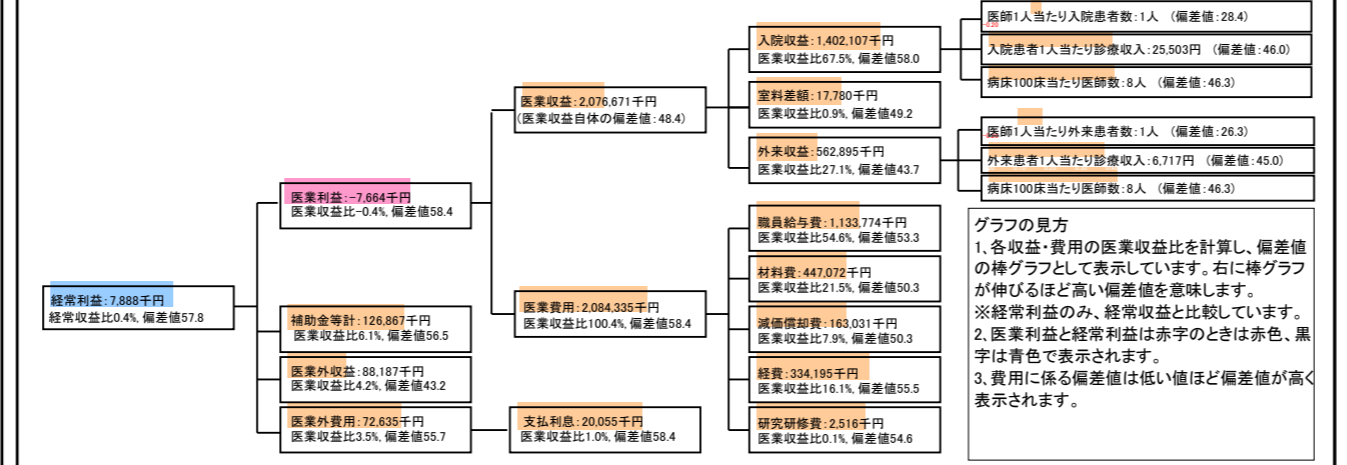 経常利益:7,888千円
経常収益比0.4%, 偏差値57.8
医業利益:-7,664千円
医業収益比-0.4%, 偏差値58.4
補助金等計:126,867千円
医業収益比6.1%, 偏差値56.5
医業外収益:88,187千円
医業収益比4.2%, 偏差値43.2
医業外費用:72,635千円
医業収益比3.5%, 偏差値55.7
医業収益:2,076,671千円
(医業収益自体の偏差値:48.4)
医業費用:2,084,335千円
医業収益比100.4%, 偏差値58.4
支払利息:20,055千円
医業収益比1.0%, 偏差値58.4
入院収益:1,402,107千円
医業収益比67.5%, 偏差値58.0
室料差額:17,780千円
医業収益比0.9%, 偏差値49.2
外来収益:562,895千円
医業収益比27.1%, 偏差値43.7
職員給与費:1,133,774千円
医業収益比54.6%, 偏差値53.3
材料費:447,072千円
医業収益比21.5%, 偏差値50.3
減価償却費:163,031千円
医業収益比7.9%, 偏差値50.3
経費:334,195千円
医業収益比16.1%, 偏差値55.5
研究研修費:2,516千円
医業収益比0.1%, 偏差値54.6
医師1人当たり入院患者数:1人 (偏差値:28.4)
入院患者1人当たり診療収入:25,503円 (偏差値:46.0)
病床100床当たり医師数:8人 (偏差値:46.3)
医師1人当たり外来患者数:1人 (偏差値:26.3)
外来患者1人当たり診療収入:6,717円 (偏差値:45.0)
病床100床当たり医師数:8人 (偏差値:46.3)
グラフの見方
1、各収益・費用の医業収益比を計算し、偏差値
の棒グラフとして表示しています。右に棒グラフ
が伸びるほど高い偏差値を意味します。
※経常利益のみ、経常収益と比較しています。
2、医業利益と経常利益は赤字のときは赤色、黒
字は青色で表示されます。
3、費用に係る偏差値は低い値ほど偏差値が高く
表示されます。